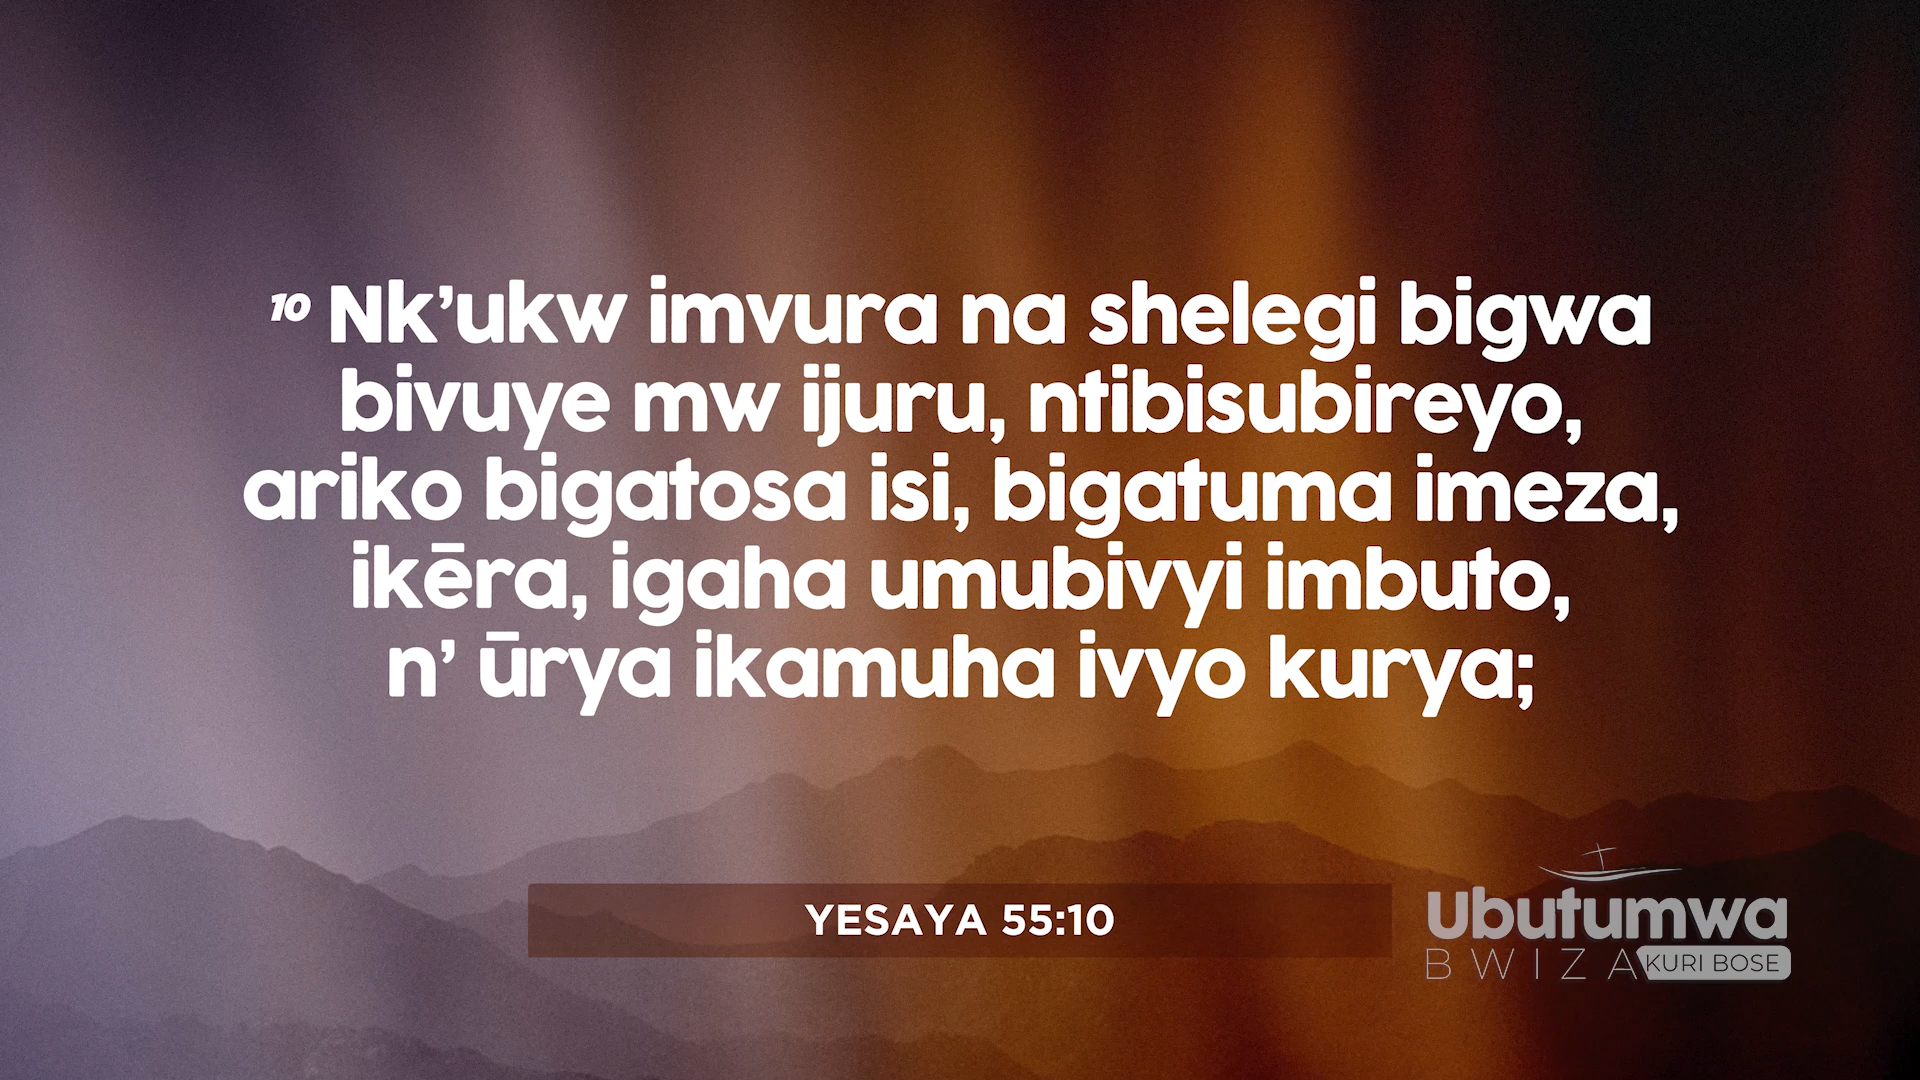 10 Nk’ukw imvura na shelegi bigwa
bivuye mw ijuru, ntibisubireyo,
ariko bigatosa isi, bigatuma imeza,
ikēra, igaha umubivyi imbuto,
n’ ūrya ikamuha ivyo kurya;
YESAYA 55:10
Ubutumwa
BWIZA KURI BOSE